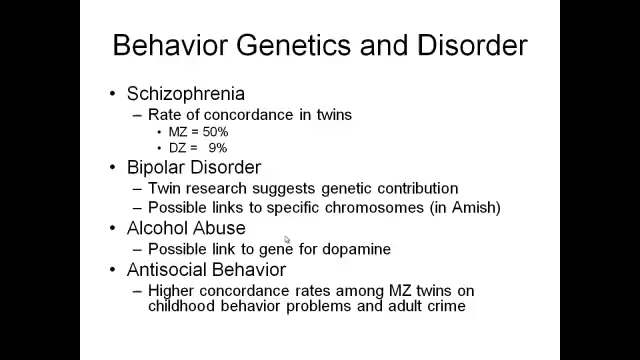 Behavior Genetics and Disorder
• Schizophrenia
– Rate of concordance in twins
• MZ = 50%
• DZ = 9%
• Bipolar Disorder
– Twin research suggests genetic contribution
– Possible links to specific chromosomes (in Amish)
• Alcohol Abuse
– Possible link to gene for dopamine
• Antisocial Behavior
– Higher concordance rates among MZ twins on
childhood behavior problems and adult crime